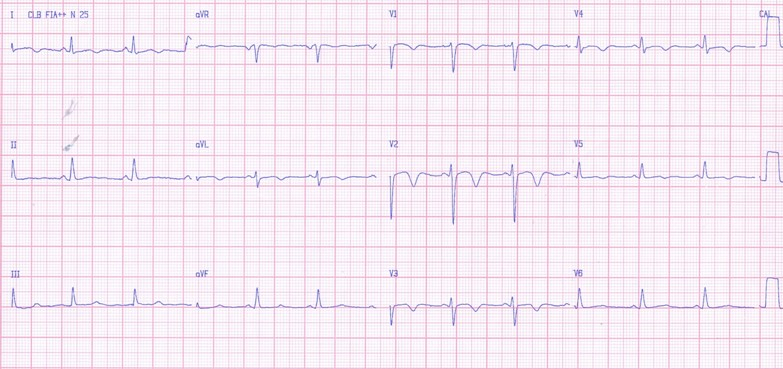 I CLB FIA++ N 25 aVR V1 V4 CAL
II aVL V2 V5
III aVF V3 V6